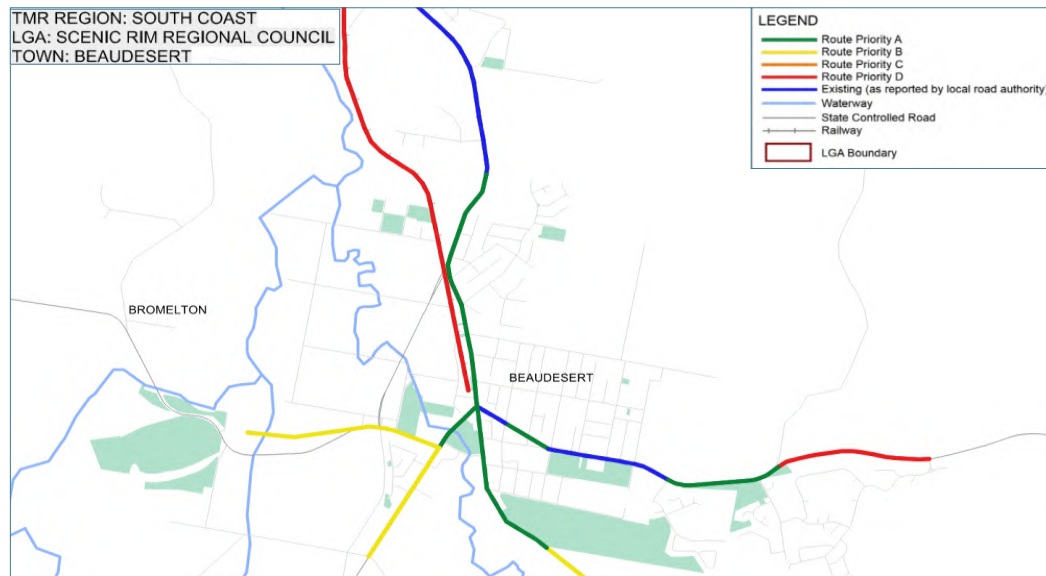 TMR REGION: SOUTH COAST
LGA: SCENIC RIM REGIONAL COUNCIL
TOWN: BEAUDESERT
LEGEND
Route Priority A
Route Priority B
Route Priority C
Route Priority D
Existing (as reported by local road authority)
Waterway
State Controlled Road
Railway
LGA Boundary
BROMELTON
BEAUDESERT